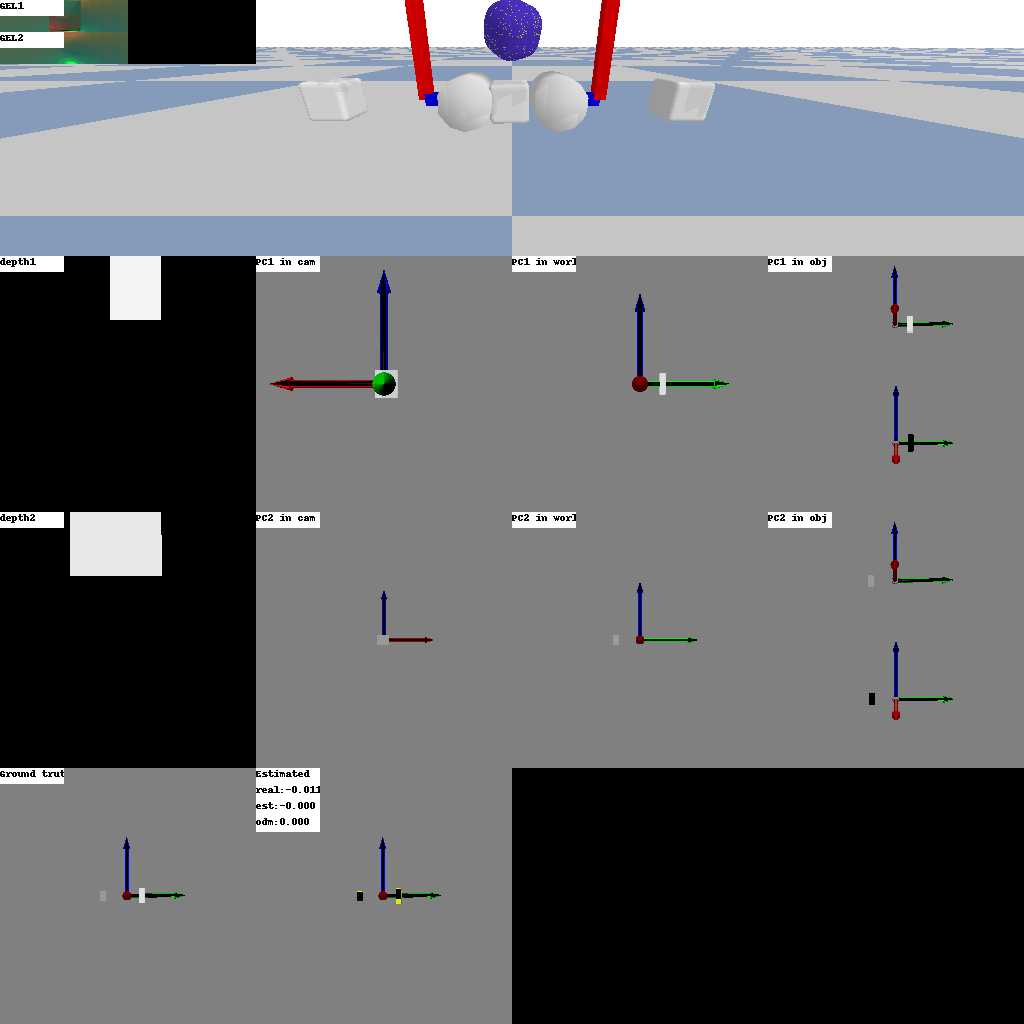 GEL1
GEL2
depth1
PC1 in cam
PC1 in worl
PC1 in obj
depth2
PC2 in cam
PC2 in worl
PC2 in obj
Ground trut
Estimated
real:-0.011
est:-0.000
odm:0.000